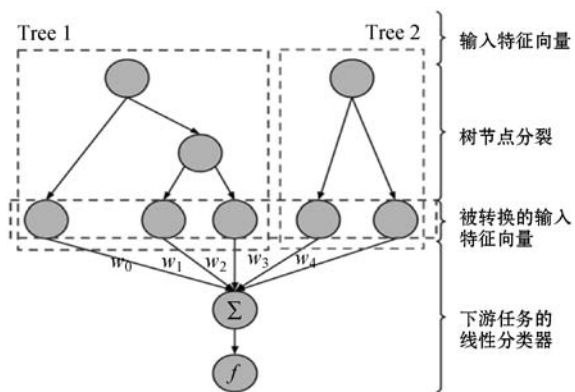 Tree 1
Tree 2
输入特征向量
树节点分裂
被转换的输入
特征向量
w₀
w₁
w₂
w₃
w₄
Σ
下游任务的
线性分类器
f